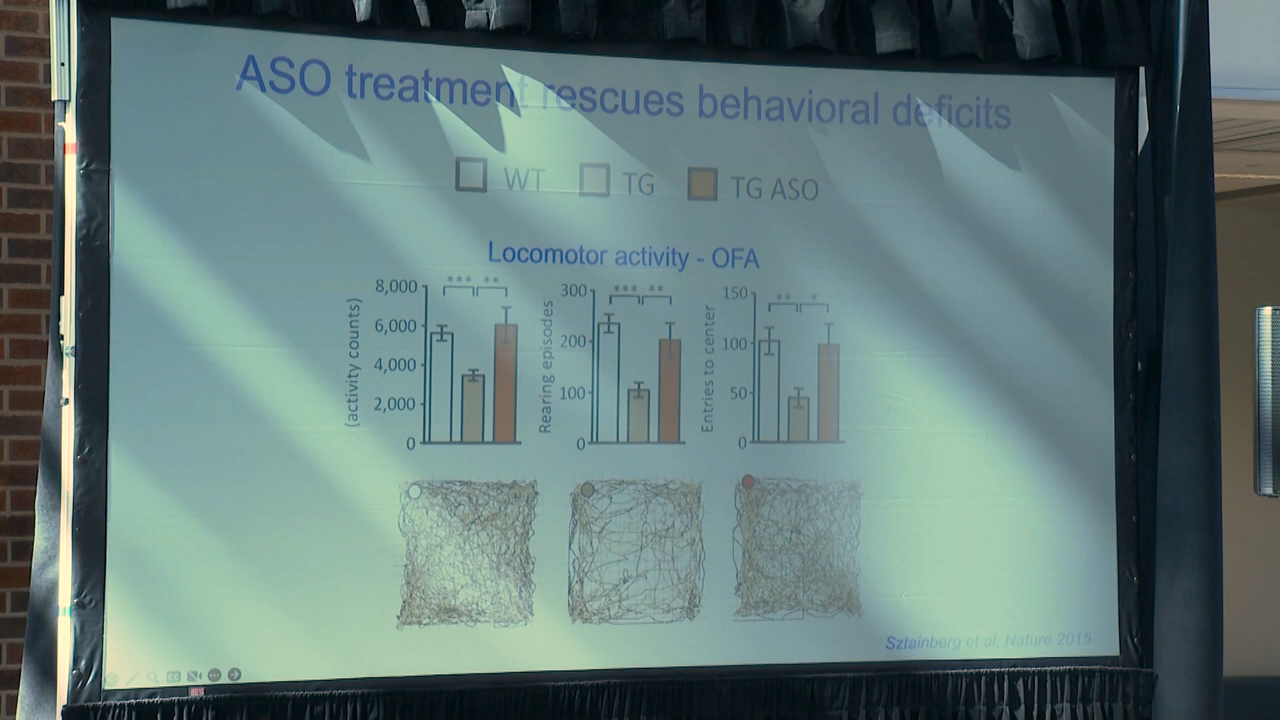 ASO treatment rescues behavioral deficits
WT TG TG ASO
Locomotor activity - OFA
(activity counts)
8,000
6,000
4,000
2,000
0
*** **
Rearing episodes
300
200
100
0
*** **
Entries to center
150
100
50
0
** *
Sztainberg et al, Nature 2015